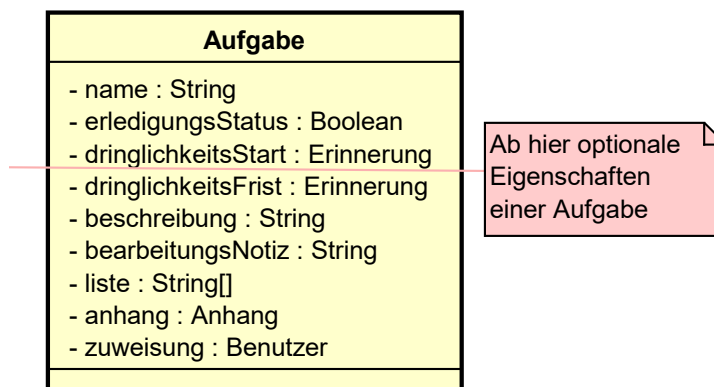 Aufgabe
- name : String
- erledigungsStatus : Boolean
- dringlichkeitsStart : Erinnerung
- dringlichkeitsFrist : Erinnerung
- beschreibung : String
- bearbeitungsNotiz : String
- liste : String[]
- anhang : Anhang
- zuweisung : Benutzer
Ab hier optionale
Eigenschaften
einer Aufgabe